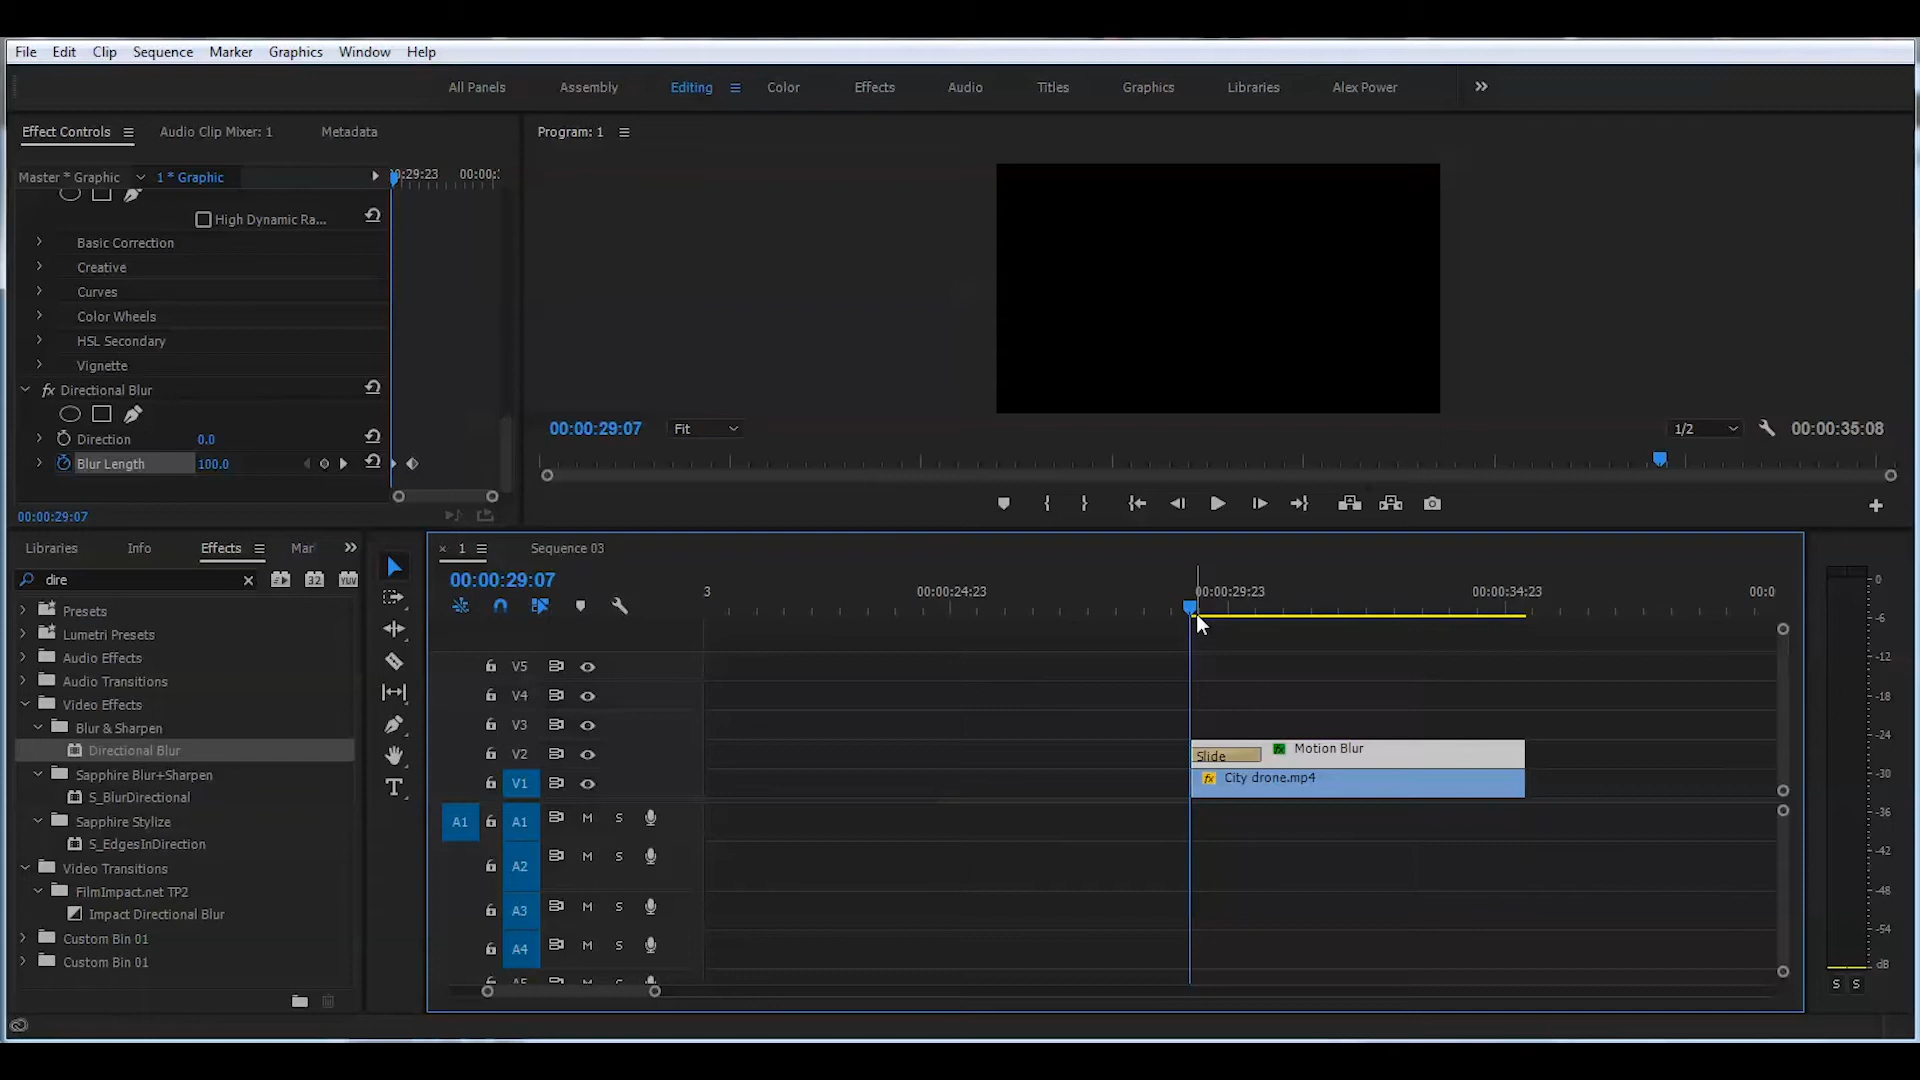 File Edit Clip Sequence Marker Graphics Window Help
All Panels Assembly Editing Color Effects Audio Titles Graphics Libraries Alex Power
Effect Controls Audio Clip Mixer: 1 Metadata
Program: 1
Master * Graphic 1 * Graphic
:29:23 00:00:
High Dynamic Ra...
Basic Correction
Creative
Curves
Color Wheels
HSL Secondary
Vignette
fx Directional Blur
Direction 0.0
Blur Length 100.0
00:00:29:07
00:00:29:07 Fit 1/2 00:00:35:08
Libraries Info Effects Mar
dire
32 YUV
Presets
Lumetri Presets
Audio Effects
Audio Transitions
Video Effects
Blur & Sharpen
Directional Blur
Sapphire Blur+Sharpen
S_BlurDirectional
Sapphire Stylize
S_EdgesInDirection
Video Transitions
FilmImpact.net TP2
Impact Directional Blur
Custom Bin 01
Custom Bin 01
T
× 1 Sequence 03
00:00:29:07
3 00:00:24:23 00:00:29:23 00:00:34:23 00:0
V5
V4
V3
V2 Slide fx Motion Blur
V1 fx City drone.mp4
A1 A1 M S
A2 M S
A3 M S
A4 M S
A5
0
-6
-12
-18
-24
-30
-36
-42
-48
-54
dB
S S